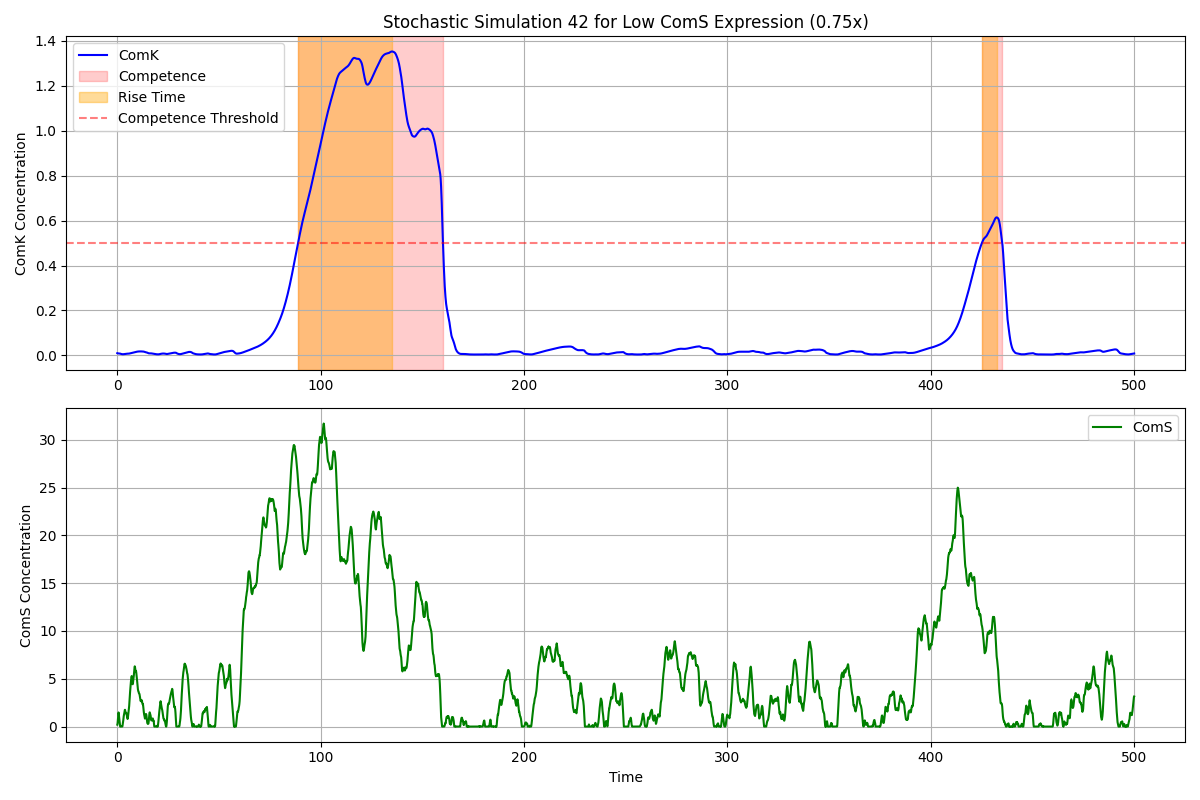 Stochastic Simulation 42 for Low ComS Expression (0.75x)
ComK Concentration
1.4
1.2
1.0
0.8
0.6
0.4
0.2
0.0
ComK
Competence
Rise Time
Competence Threshold
0 100 200 300 400 500
ComS Concentration
30
25
20
15
10
5
0
ComS
0 100 200 300 400 500
Time